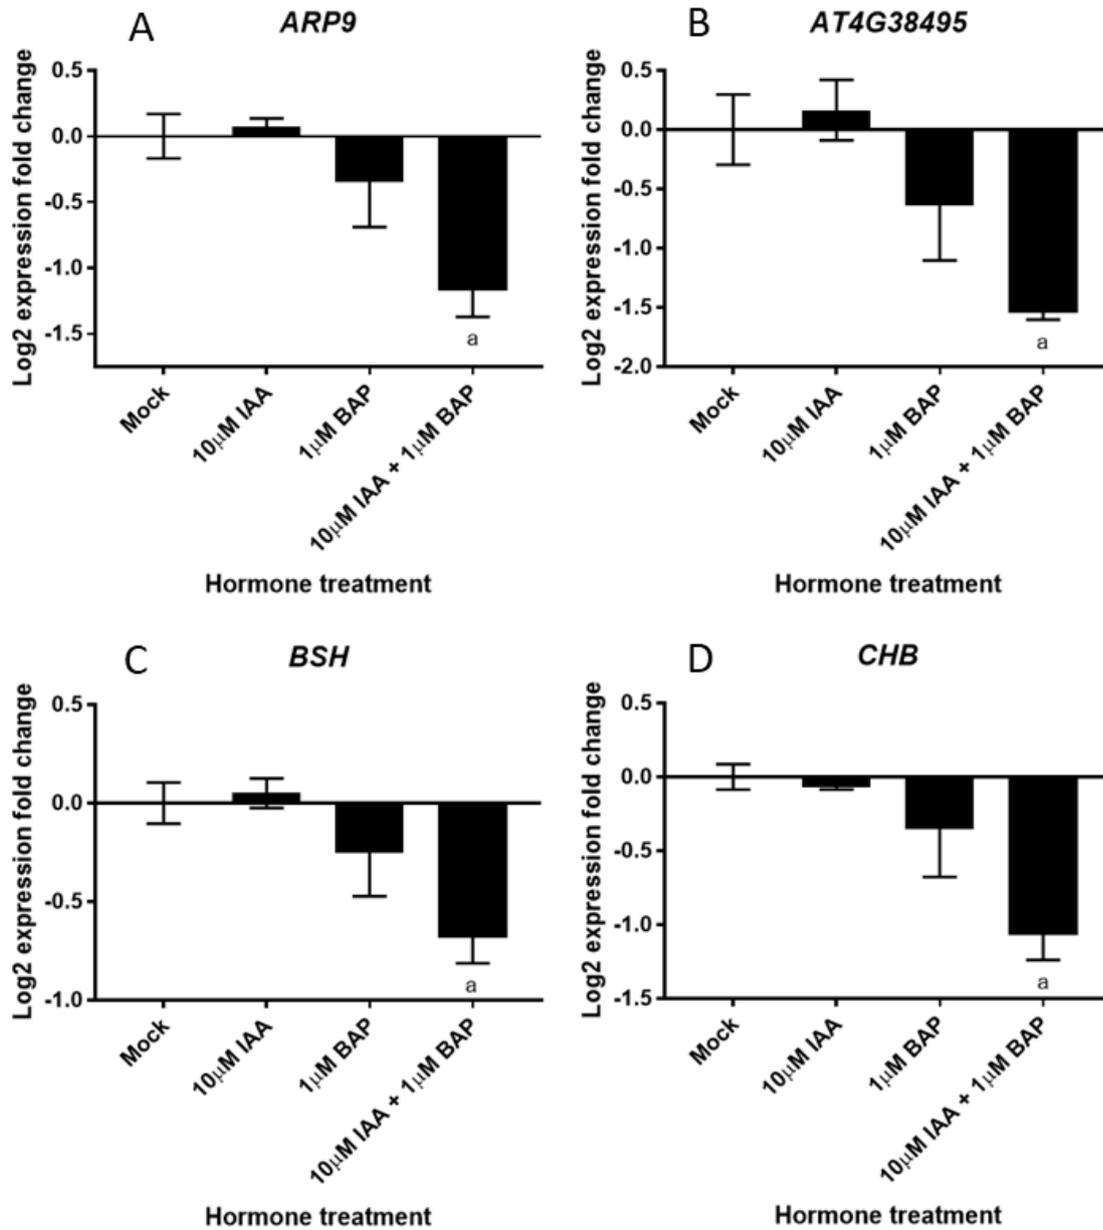 A
ARP9
Log2 expression fold change
0.5
0.0
-0.5
-1.0
-1.5
a
Mock
10μM IAA
1μM BAP
10μM IAA + 1μM BAP
Hormone treatment
B
AT4G38495
Log2 expression fold change
0.5
0.0
-0.5
-1.0
-1.5
-2.0
a
Mock
10μM IAA
1μM BAP
10μM IAA + 1μM BAP
Hormone treatment
C
BSH
Log2 expression fold change
0.5
0.0
-0.5
-1.0
a
Mock
10μM IAA
1μM BAP
10μM IAA + 1μM BAP
Hormone treatment
D
CHB
Log2 expression fold change
0.5
0.0
-0.5
-1.0
-1.5
a
Mock
10μM IAA
1μM BAP
10μM IAA + 1μM BAP
Hormone treatment